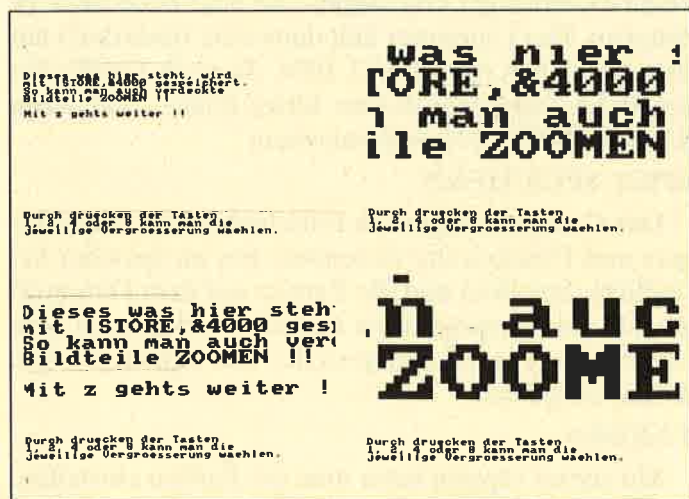 Dieses was hier steht, wird
mit |STORE,&4000 gespeichert.
So kann man auch verdeckte
Bildteile ZOOMEN !!
Mit z gehts weiter !!
Durch druecken der Tasten
1, 2, 4 oder 8 kann man die
jeweilige Vergroesserung waehlen.
was hier
TORE,&4000
n man auch
ile ZOOMEN
Durch druecken der Tasten
1, 2, 4 oder 8 kann man die
jeweilige Vergroesserung waehlen.
Dieses was hier steh
mit |STORE,&4000 ges
So kann man auch ver
Bildteile ZOOMEN !!
Mit z gehts weiter !
Durch druecken der Tasten
1, 2, 4 oder 8 kann man die
jeweilige Vergroesserung waehlen.
n auc
ZOOME
Durch druecken der Tasten
1, 2, 4 oder 8 kann man die
jeweilige Vergroesserung waehlen.